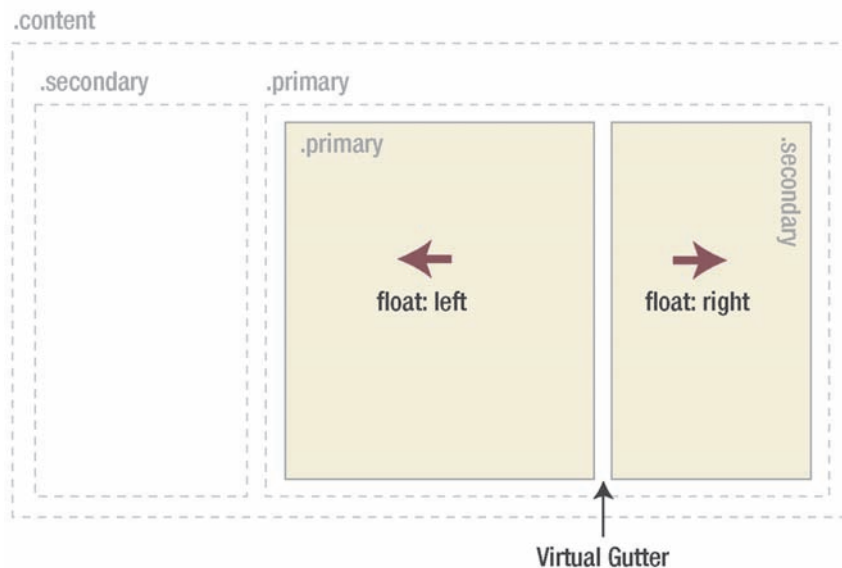 .content
.secondary
.primary
.primary
.secondary
float: left
float: right
Virtual Gutter